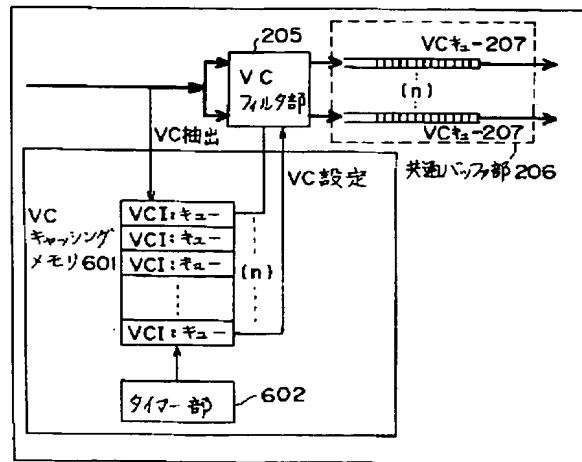 205
VC
フィルタ部
VCキュー207
(n)
VCキュー207
共通バッファ部206
VC抽出
VC設定
VC
キャッシング
メモリ601
VCI:キュー
VCI:キュー
VCI:キュー
(n)
VCI:キュー
タイマー部
602